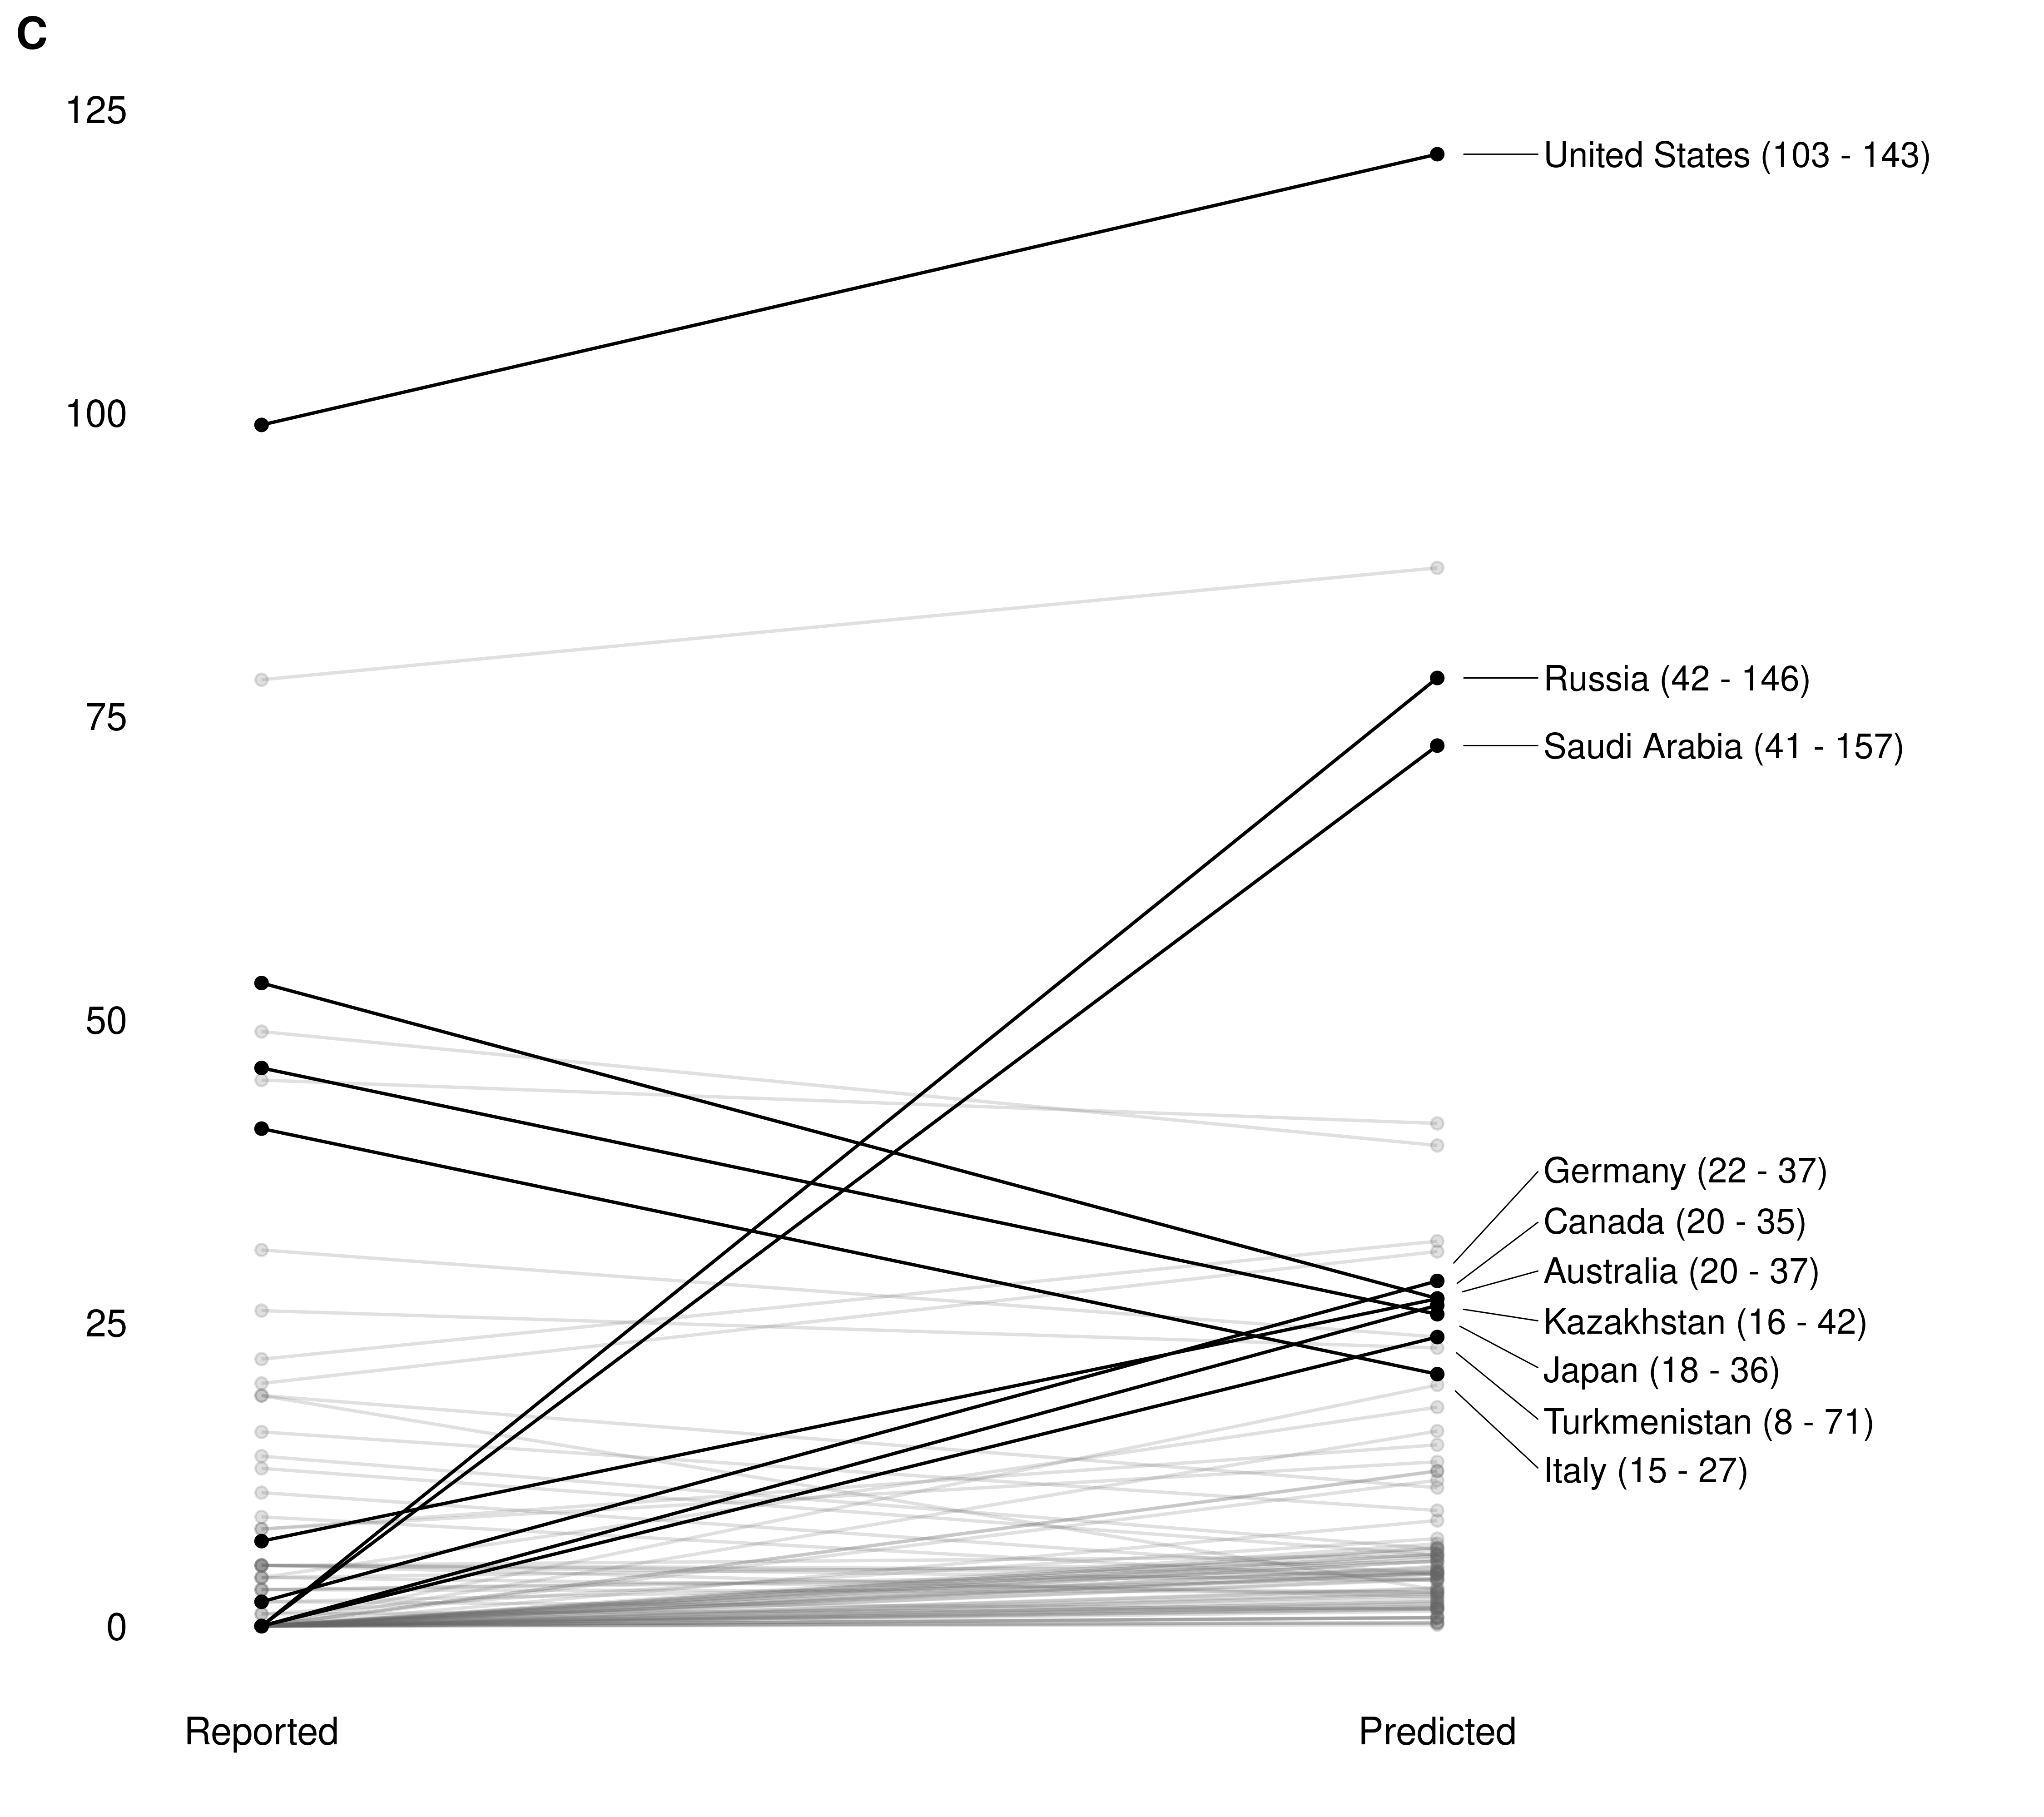 C
125
100
75
50
25
0
United States (103 - 143)
Russia (42 - 146)
Saudi Arabia (41 - 157)
Germany (22 - 37)
Canada (20 - 35)
Australia (20 - 37)
Kazakhstan (16 - 42)
Japan (18 - 36)
Turkmenistan (8 - 71)
Italy (15 - 27)
Reported
Predicted